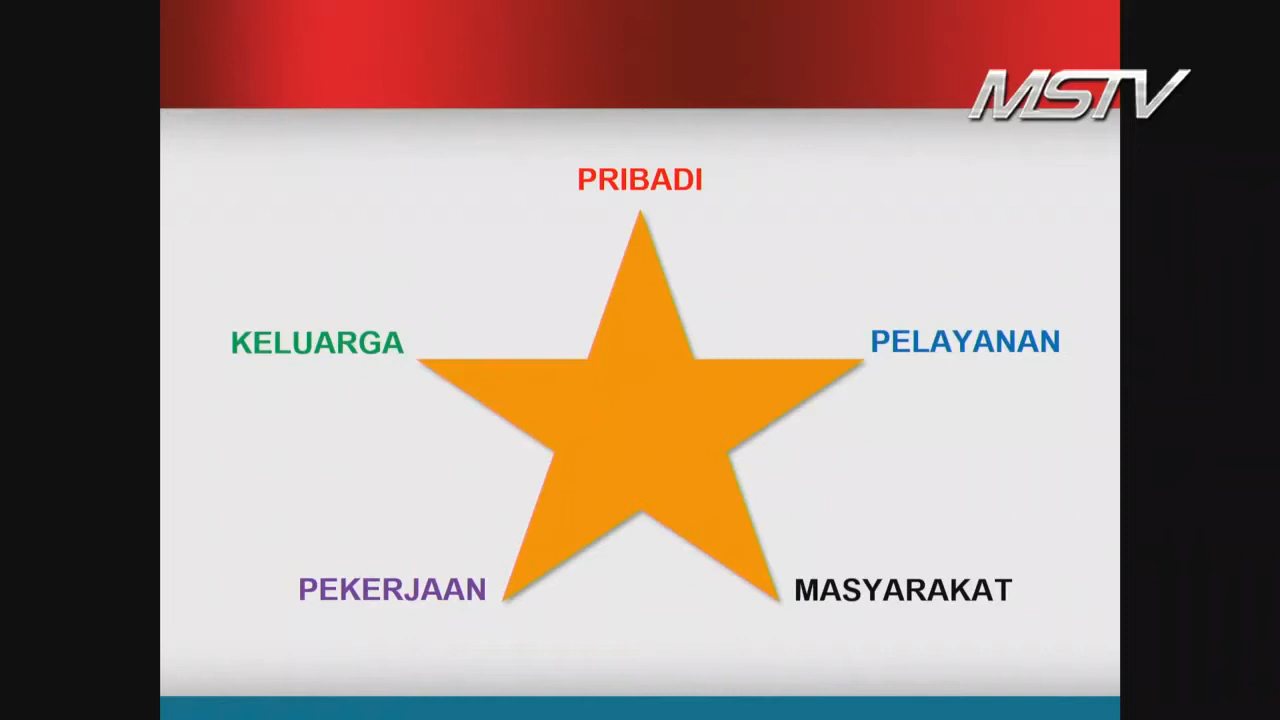 MSTV
PRIBADI
KELUARGA
PELAYANAN
PEKERJAAN
MASYARAKAT